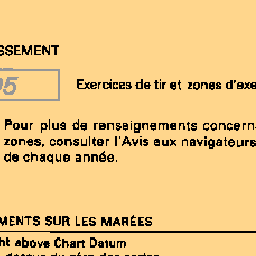 SSEMENT
05 Exercices de tir et zones d'exe
Pour plus de renseignements concern
zones, consulter l'Avis aux navigateurs
de chaque année.
MENTS SUR LES MARÉES
ht above Chart Datum